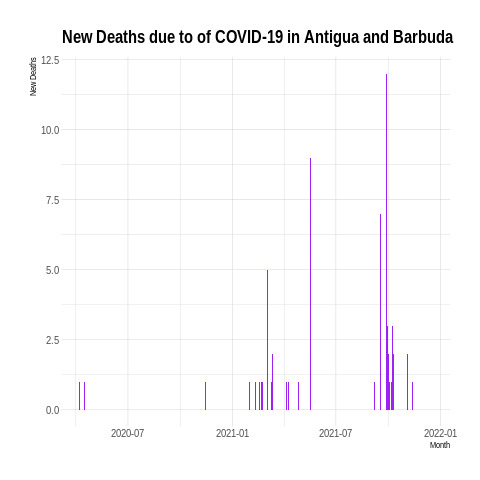 New Deaths due to of COVID-19 in Antigua and Barbuda
New Deaths
12.5
10.0
7.5
5.0
2.5
0.0
2020-07 2021-01 2021-07 2022-01
Month